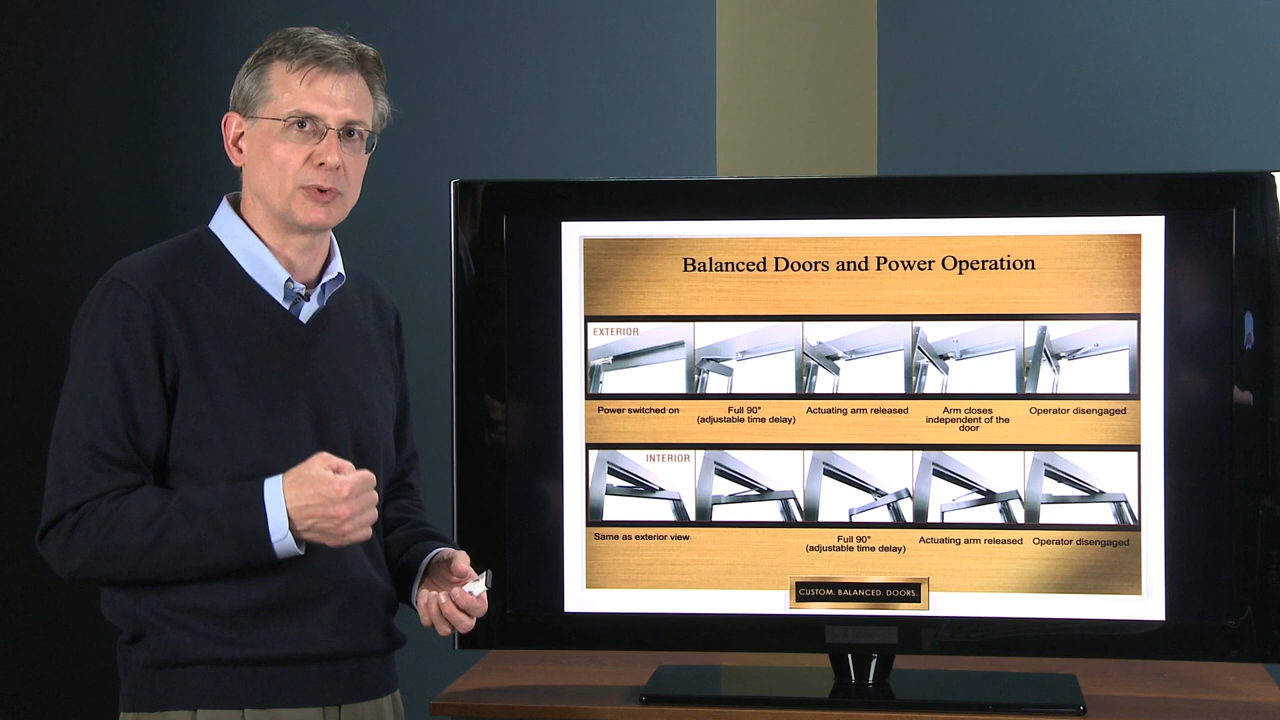 Balanced Doors and Power Operation
EXTERIOR
Power switched on
Full 90°
(adjustable time delay)
Actuating arm released
Arm closes
independent of the
door
Operator disengaged
INTERIOR
Same as exterior view
Full 90°
(adjustable time delay)
Actuating arm released
Operator disengaged
CUSTOM. BALANCED. DOORS.